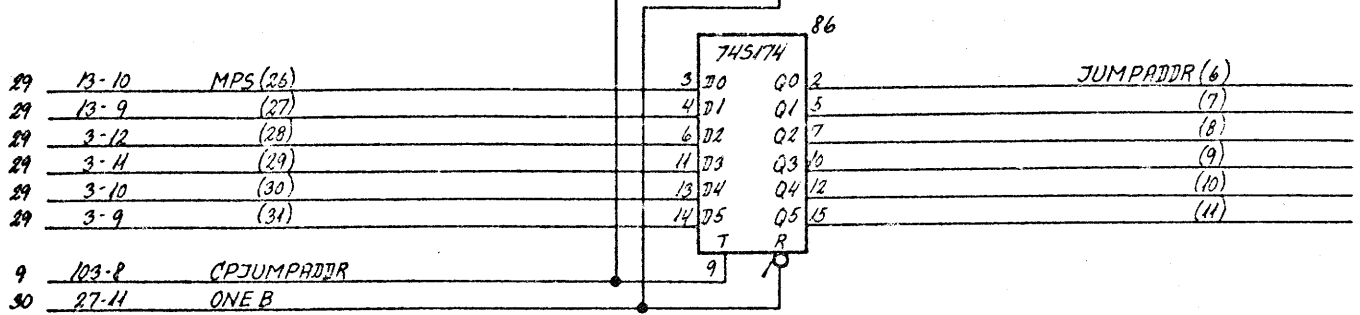 86
74S174
29 13-10 MPS(26) 3 D0 Q0 2 JUMPADDR(6)
29 13-9 (27) 4 D1 Q1 5 (7)
29 3-12 (28) 6 D2 Q2 7 (8)
29 3-11 (29) 11 D3 Q3 10 (9)
29 3-10 (30) 13 D4 Q4 12 (10)
29 3-9 (31) 14 D5 Q5 15 (11)
T R
9 103-8 CPJUMPADDR 9
30 27-11 ONE B